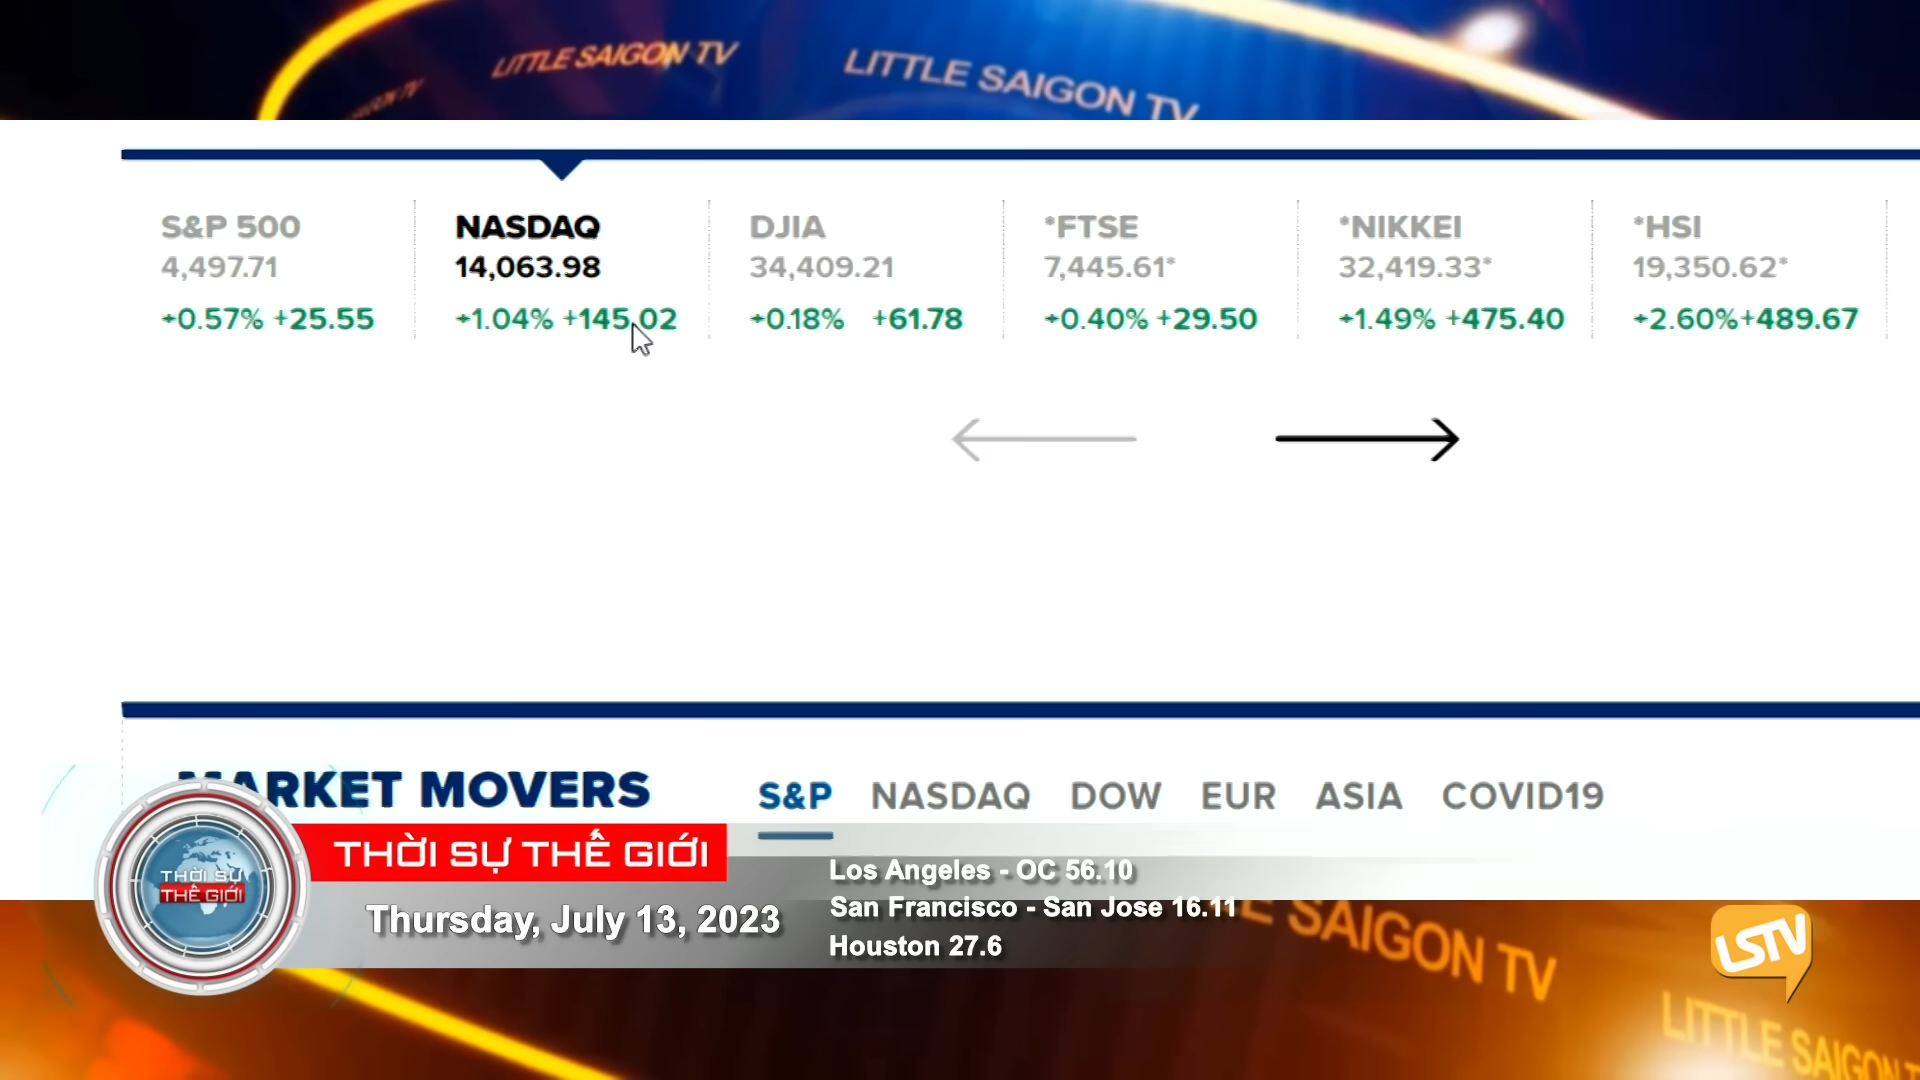 LITTLE SAIGON TV
LITTLE SAIGON TV
SAIGON TV
S&P 500
4,497.71
+0.57% +25.55
NASDAQ
14,063.98
+1.04% +145.02
DJIA
34,409.21
+0.18% +61.78
*FTSE
7,445.61*
+0.40% +29.50
*NIKKEI
32,419.33*
+1.49% +475.40
*HSI
19,350.62*
+2.60%+489.67
MARKET MOVERS
S&P NASDAQ DOW EUR ASIA COVID19
THỜI SỰ THẾ GIỚI
THỜI SỰ
THẾ GIỚI
Thursday, July 13, 2023
Los Angeles - OC 56.10
San Francisco - San Jose 16.11
Houston 27.6
E SAIGON TV
LSTV
LITTLE SAIGON T